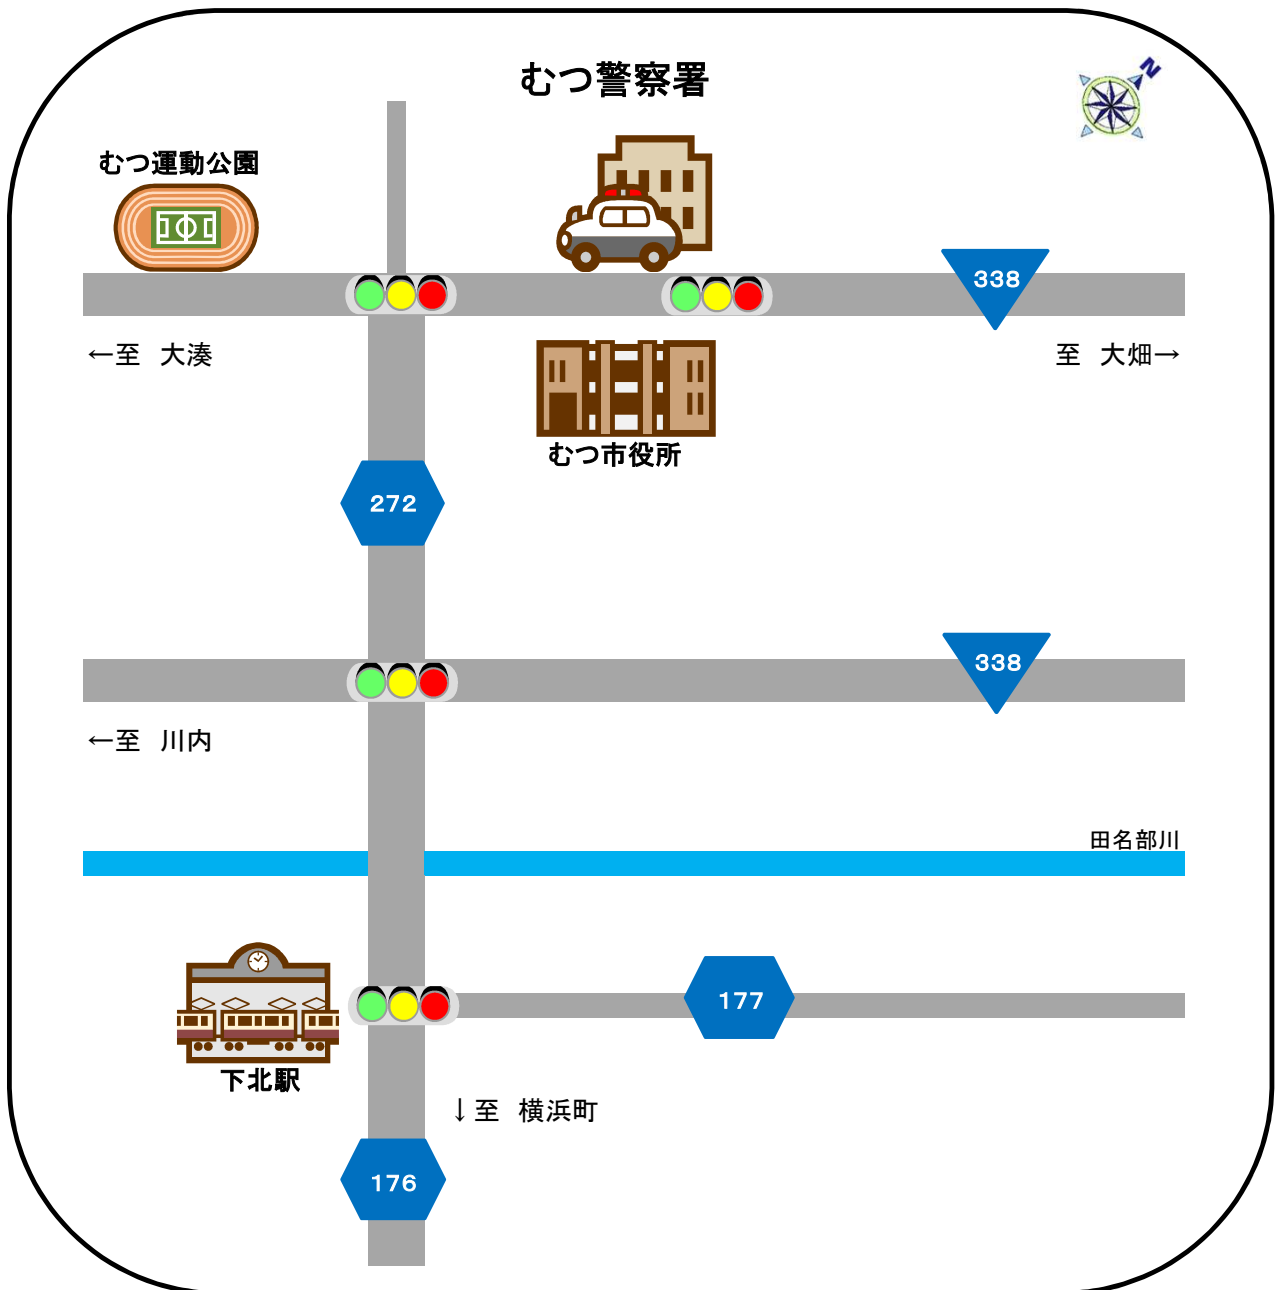 むつ警察署
N
むつ運動公園
338
←至　大湊
至　大畑→
むつ市役所
272
338
←至　川内
田名部川
177
下北駅
↓至　横浜町
176